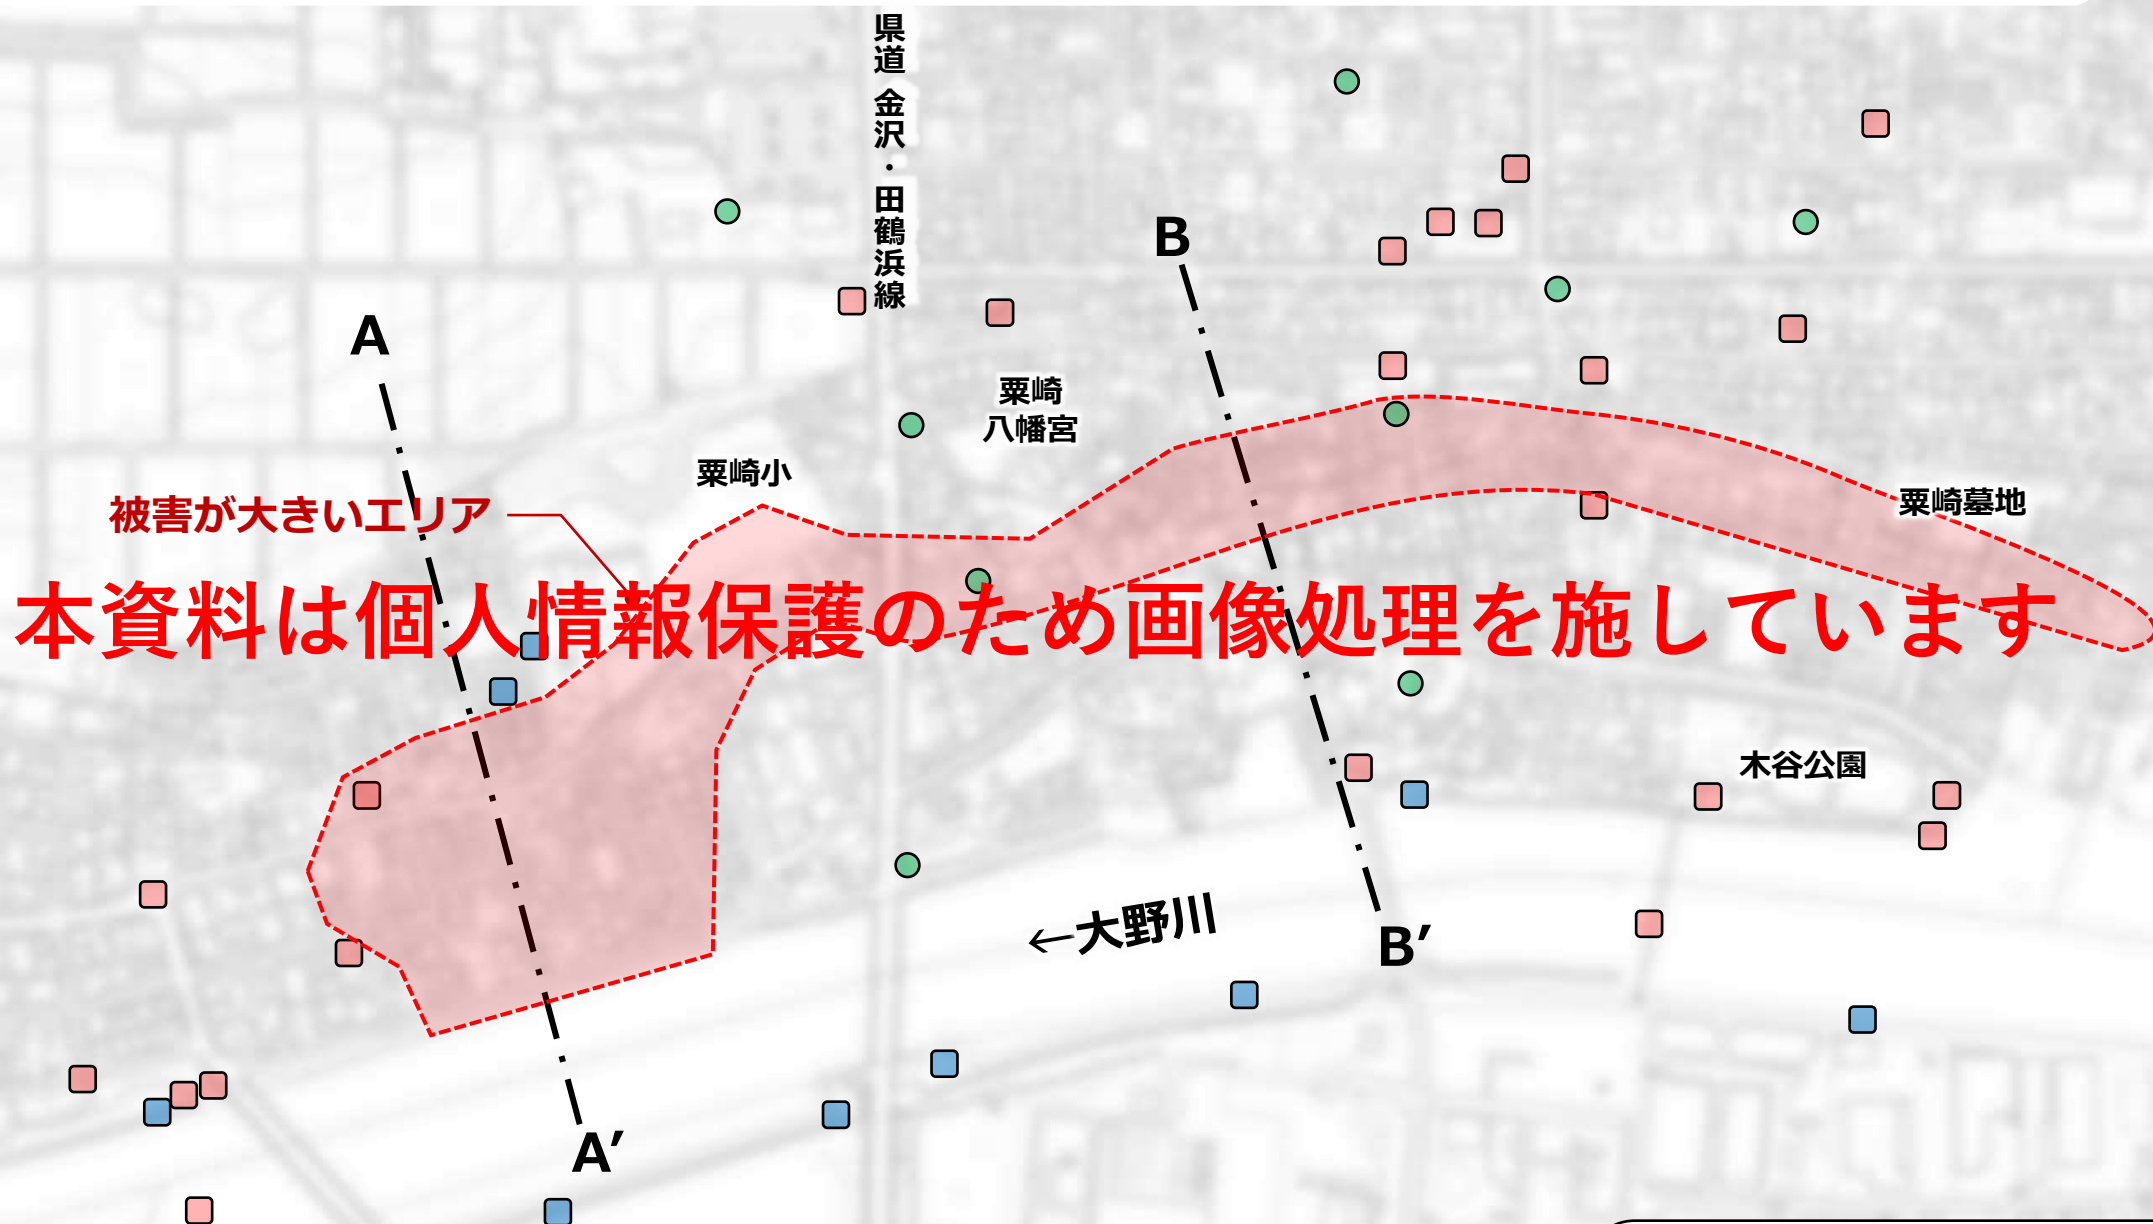 県道 金沢・田鶴浜線
B
A
粟崎
八幡宮
粟崎小
被害が大きいエリア
粟崎墓地
本資料は個人情報保護のため画像処理を施しています
木谷公園
←大野川
B′
A′